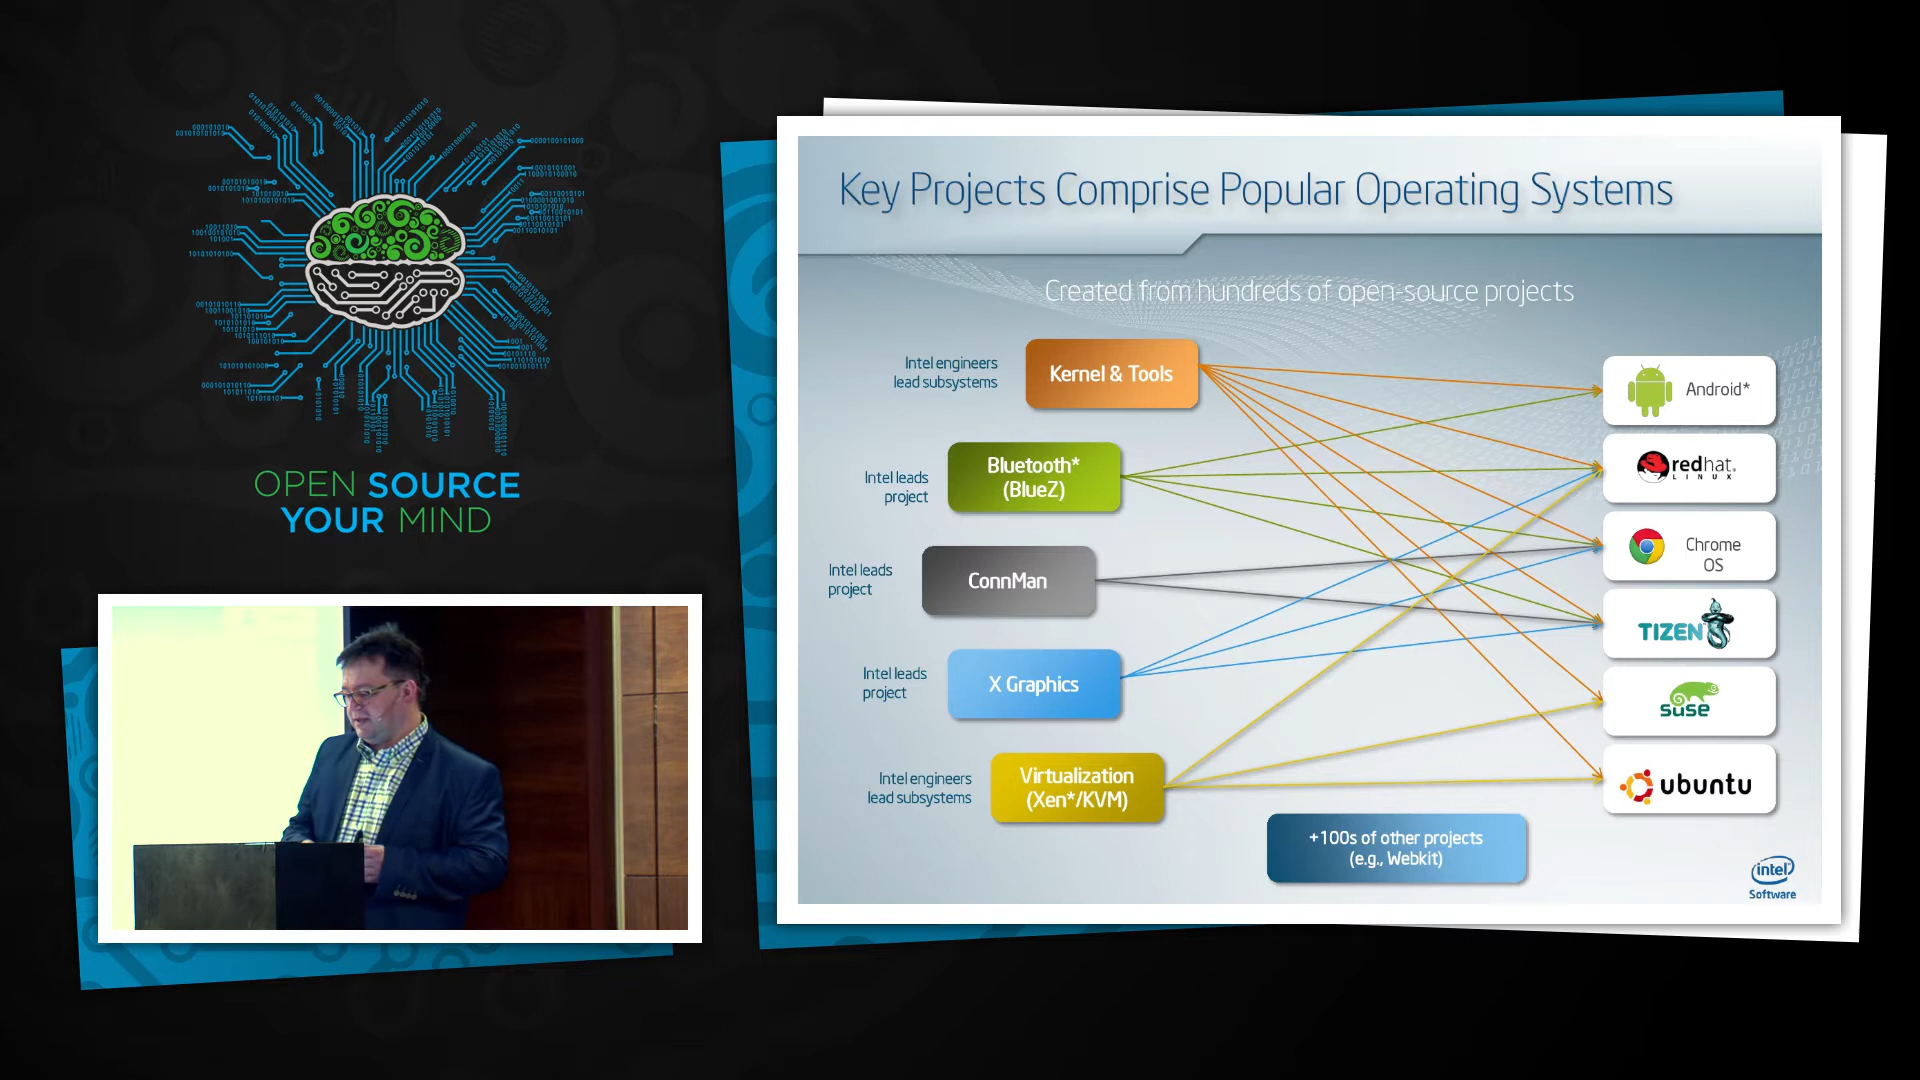 OPEN SOURCE
YOUR MIND
Key Projects Comprise Popular Operating Systems
Created from hundreds of open-source projects
Intel engineers
lead subsystems
Kernel & Tools
Intel leads
project
Bluetooth*
(BlueZ)
Intel leads
project
ConnMan
Intel leads
project
X Graphics
Intel engineers
lead subsystems
Virtualization
(Xen*/KVM)
Android*
redhat.
LINUX
Chrome
OS
TIZEN
SUSE
ubuntu
+100s of other projects
(e.g., Webkit)
intel
Software